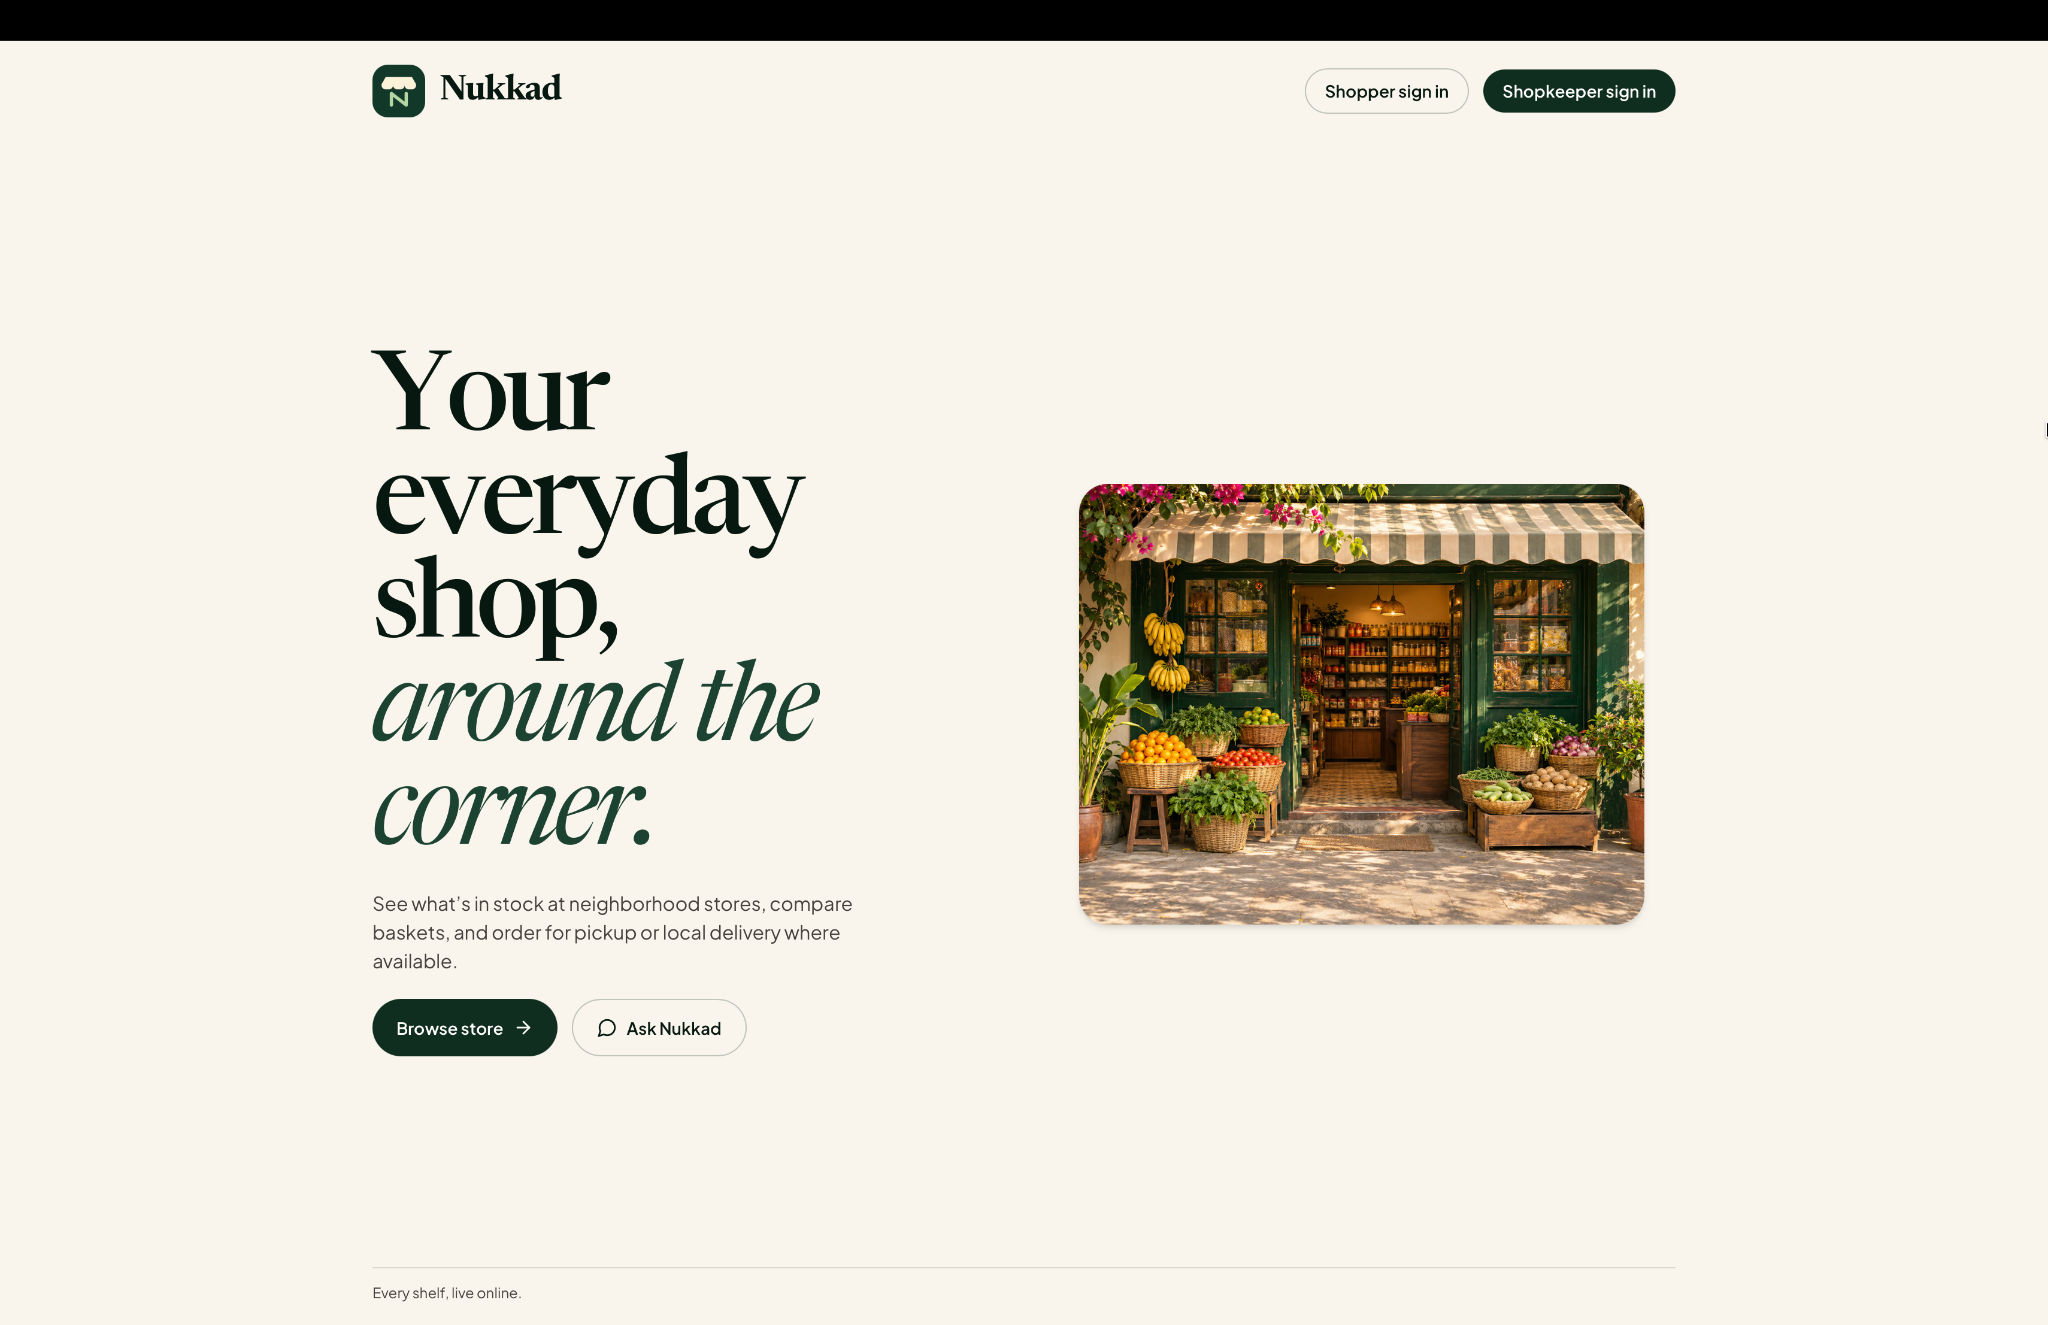 N
Nukkad
Shopper sign in
Shopkeeper sign in
Your
everyday
shop,
around the
corner.
See what’s in stock at neighborhood stores, compare
baskets, and order for pickup or local delivery where
available.
Browse store
Ask Nukkad
Every shelf, live online.